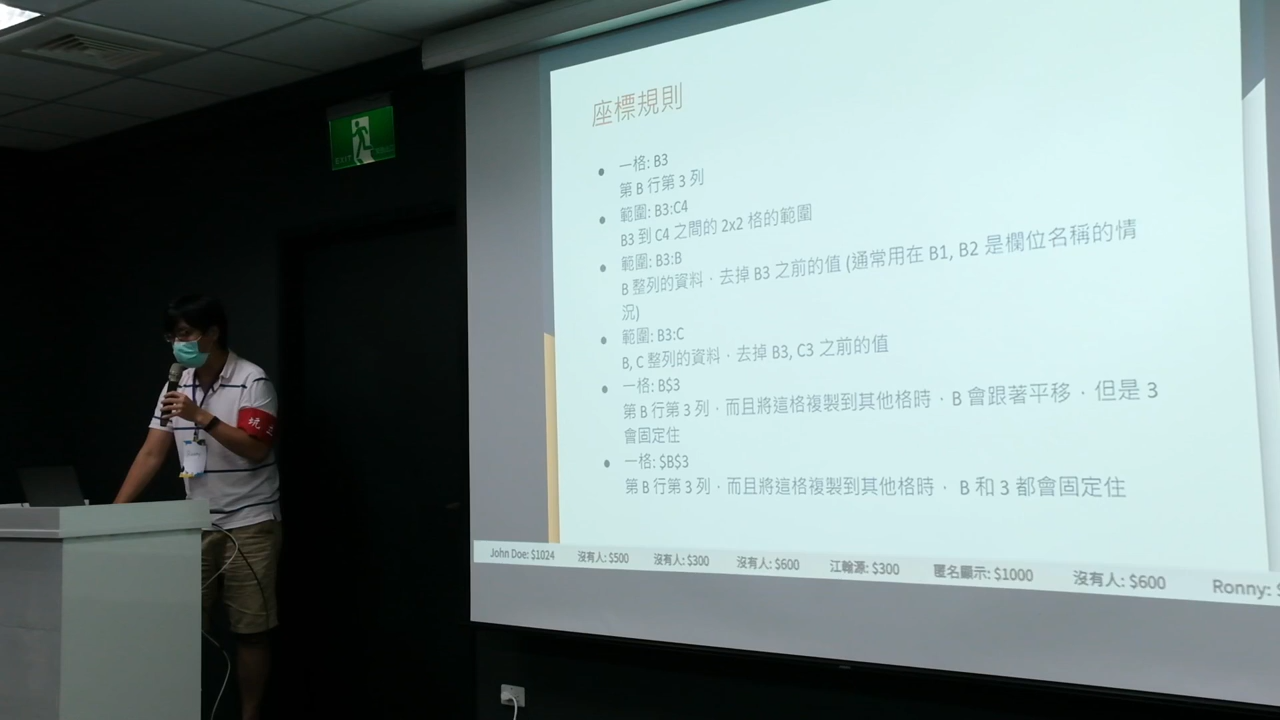 座標規則
一格: B3
第 B 行第 3 列
範圍: B3:C4
B3 到 C4 之間的 2x2 格的範圍
範圍: B3:B
B 整列的資料，去掉 B3 之前的值 (通常用在 B1, B2 是欄位名稱的情
況)
範圍: B3:C
B, C 整列的資料，去掉 B3, C3 之前的值
一格: B$3
第 B 行第 3 列，而且將這格複製到其他格時，B 會跟著平移，但是 3
會固定住
一格: $B$3
第 B 行第 3 列，而且將這格複製到其他格時， B 和 3 都會固定住
John Doe: $1024 沒有人: $500 沒有人: $300 沒有人: $600 江翰源: $300 匿名顯示: $1000 沒有人: $600 Ronny: $
EXIT
坑